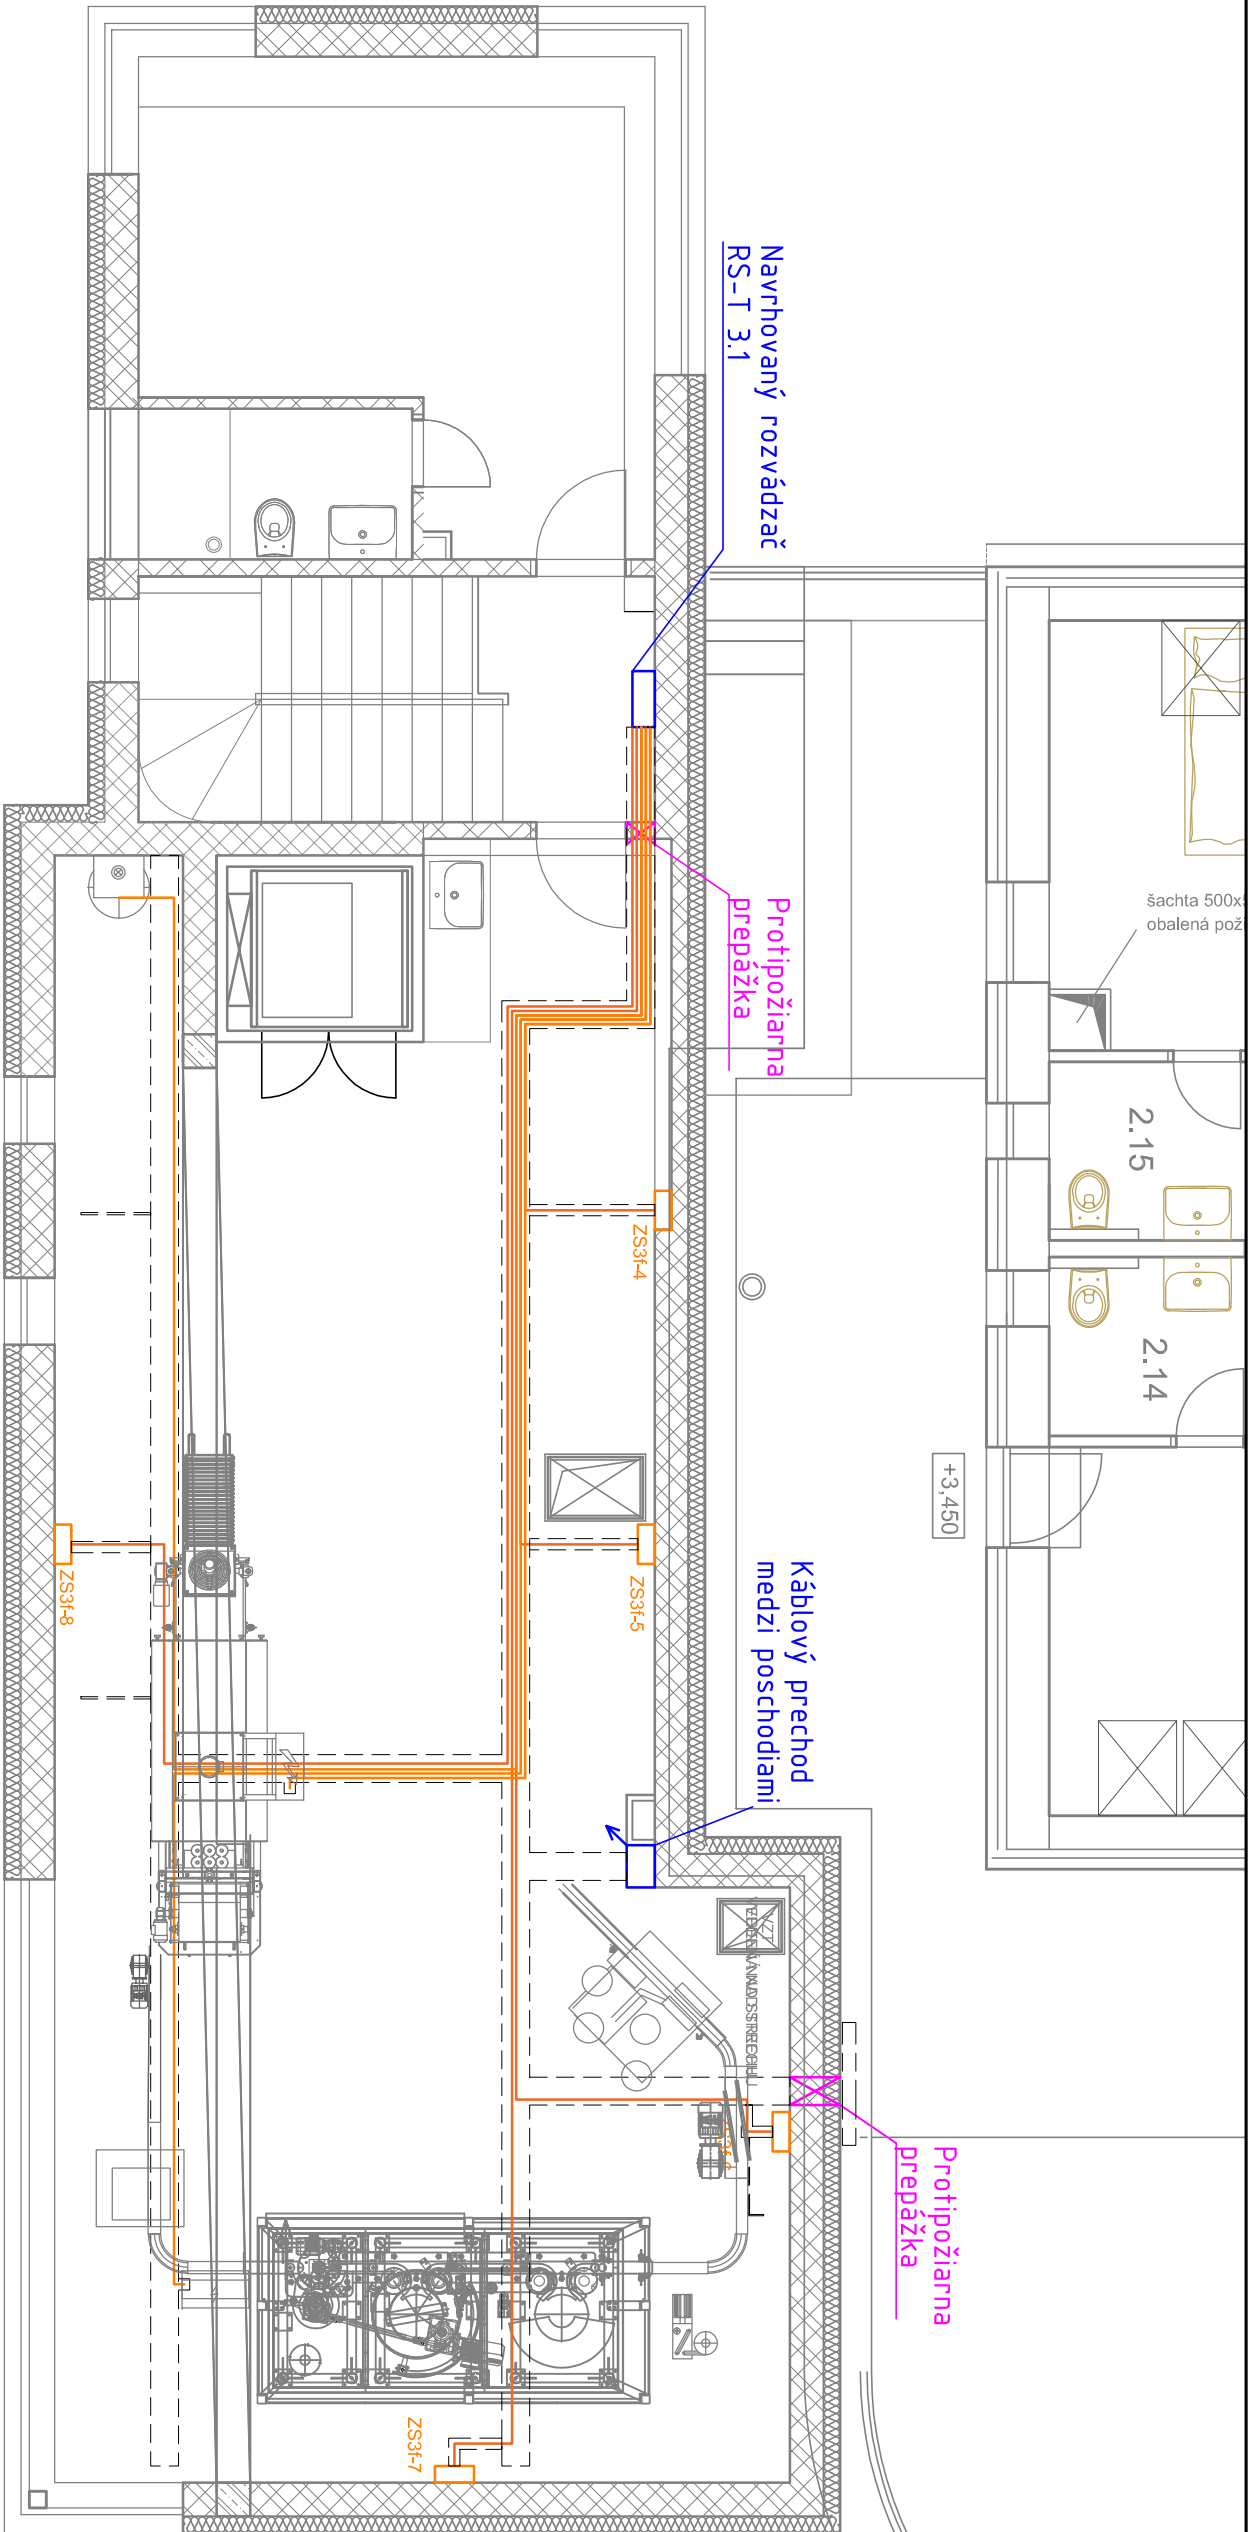 Navrhovaný rozvádzač
RS-T 3.1
šachta 500x
obalená pož
Protipožiarna
prepážka
2.15
ZS3f-4
2.14
+3,450
ZS3f-5
ZS3f-8
Káblový prechod
medzi poschodiami
VZT
Protipožiarna
prepážka
ZS3f-7